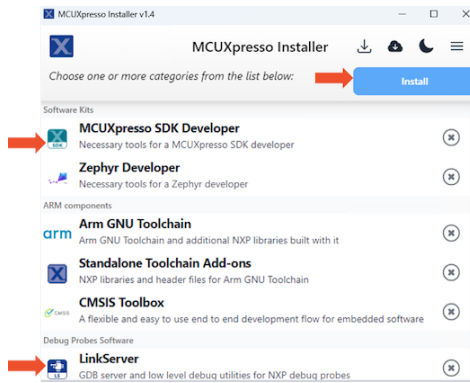 MCUXpresso Installer v1.4
MCUXpresso Installer
Choose one or more categories from the list below:
Install
Software Kits
SDK
MCUXpresso SDK Developer
Necessary tools for a MCUXpresso SDK developer
Zephyr Developer
Necessary tools for a Zephyr developer
ARM components
arm
Arm GNU Toolchain
Arm GNU Toolchain and additional NXP libraries built with it
Standalone Toolchain Add-ons
NXP libraries and header files for Arm GNU Toolchain
CMSIS
CMSIS Toolbox
A flexible and easy to use end to end development flow for embedded software
Debug Probes Software
LS
LinkServer
GDB server and low level debug utilities for NXP debug probes